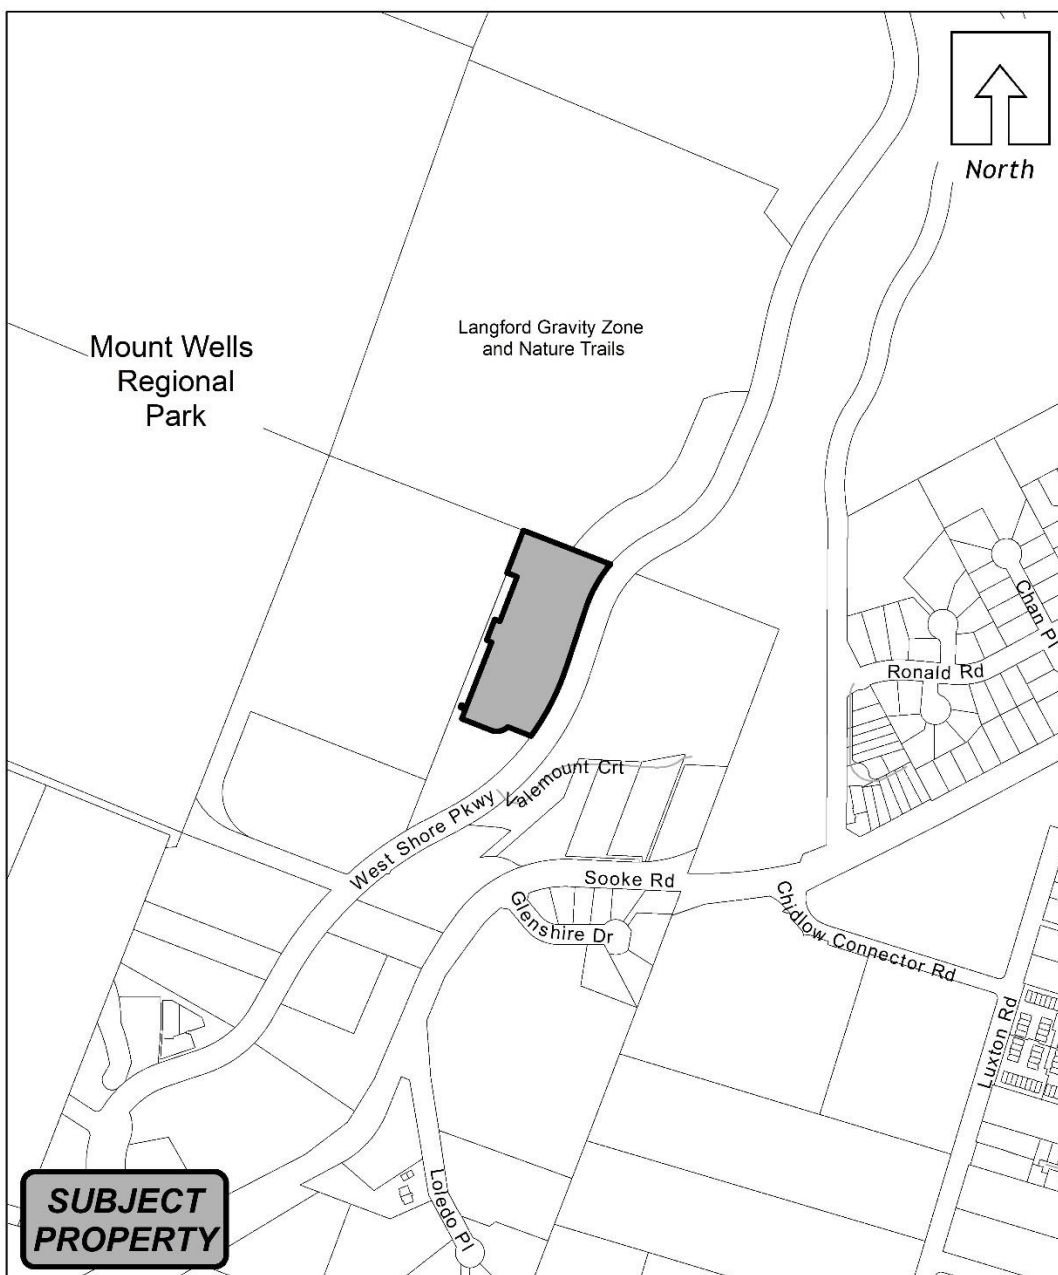 North
Langford Gravity Zone
and Nature Trails
Mount Wells
Regional
Park
Chan Pl
Ronald Rd
Valemount Crt
West Shore Pkwy
Sooke Rd
Glenshire Dr
Chidlow Connector Rd
Luxton Rd
Loledo Pl
SUBJECT
PROPERTY